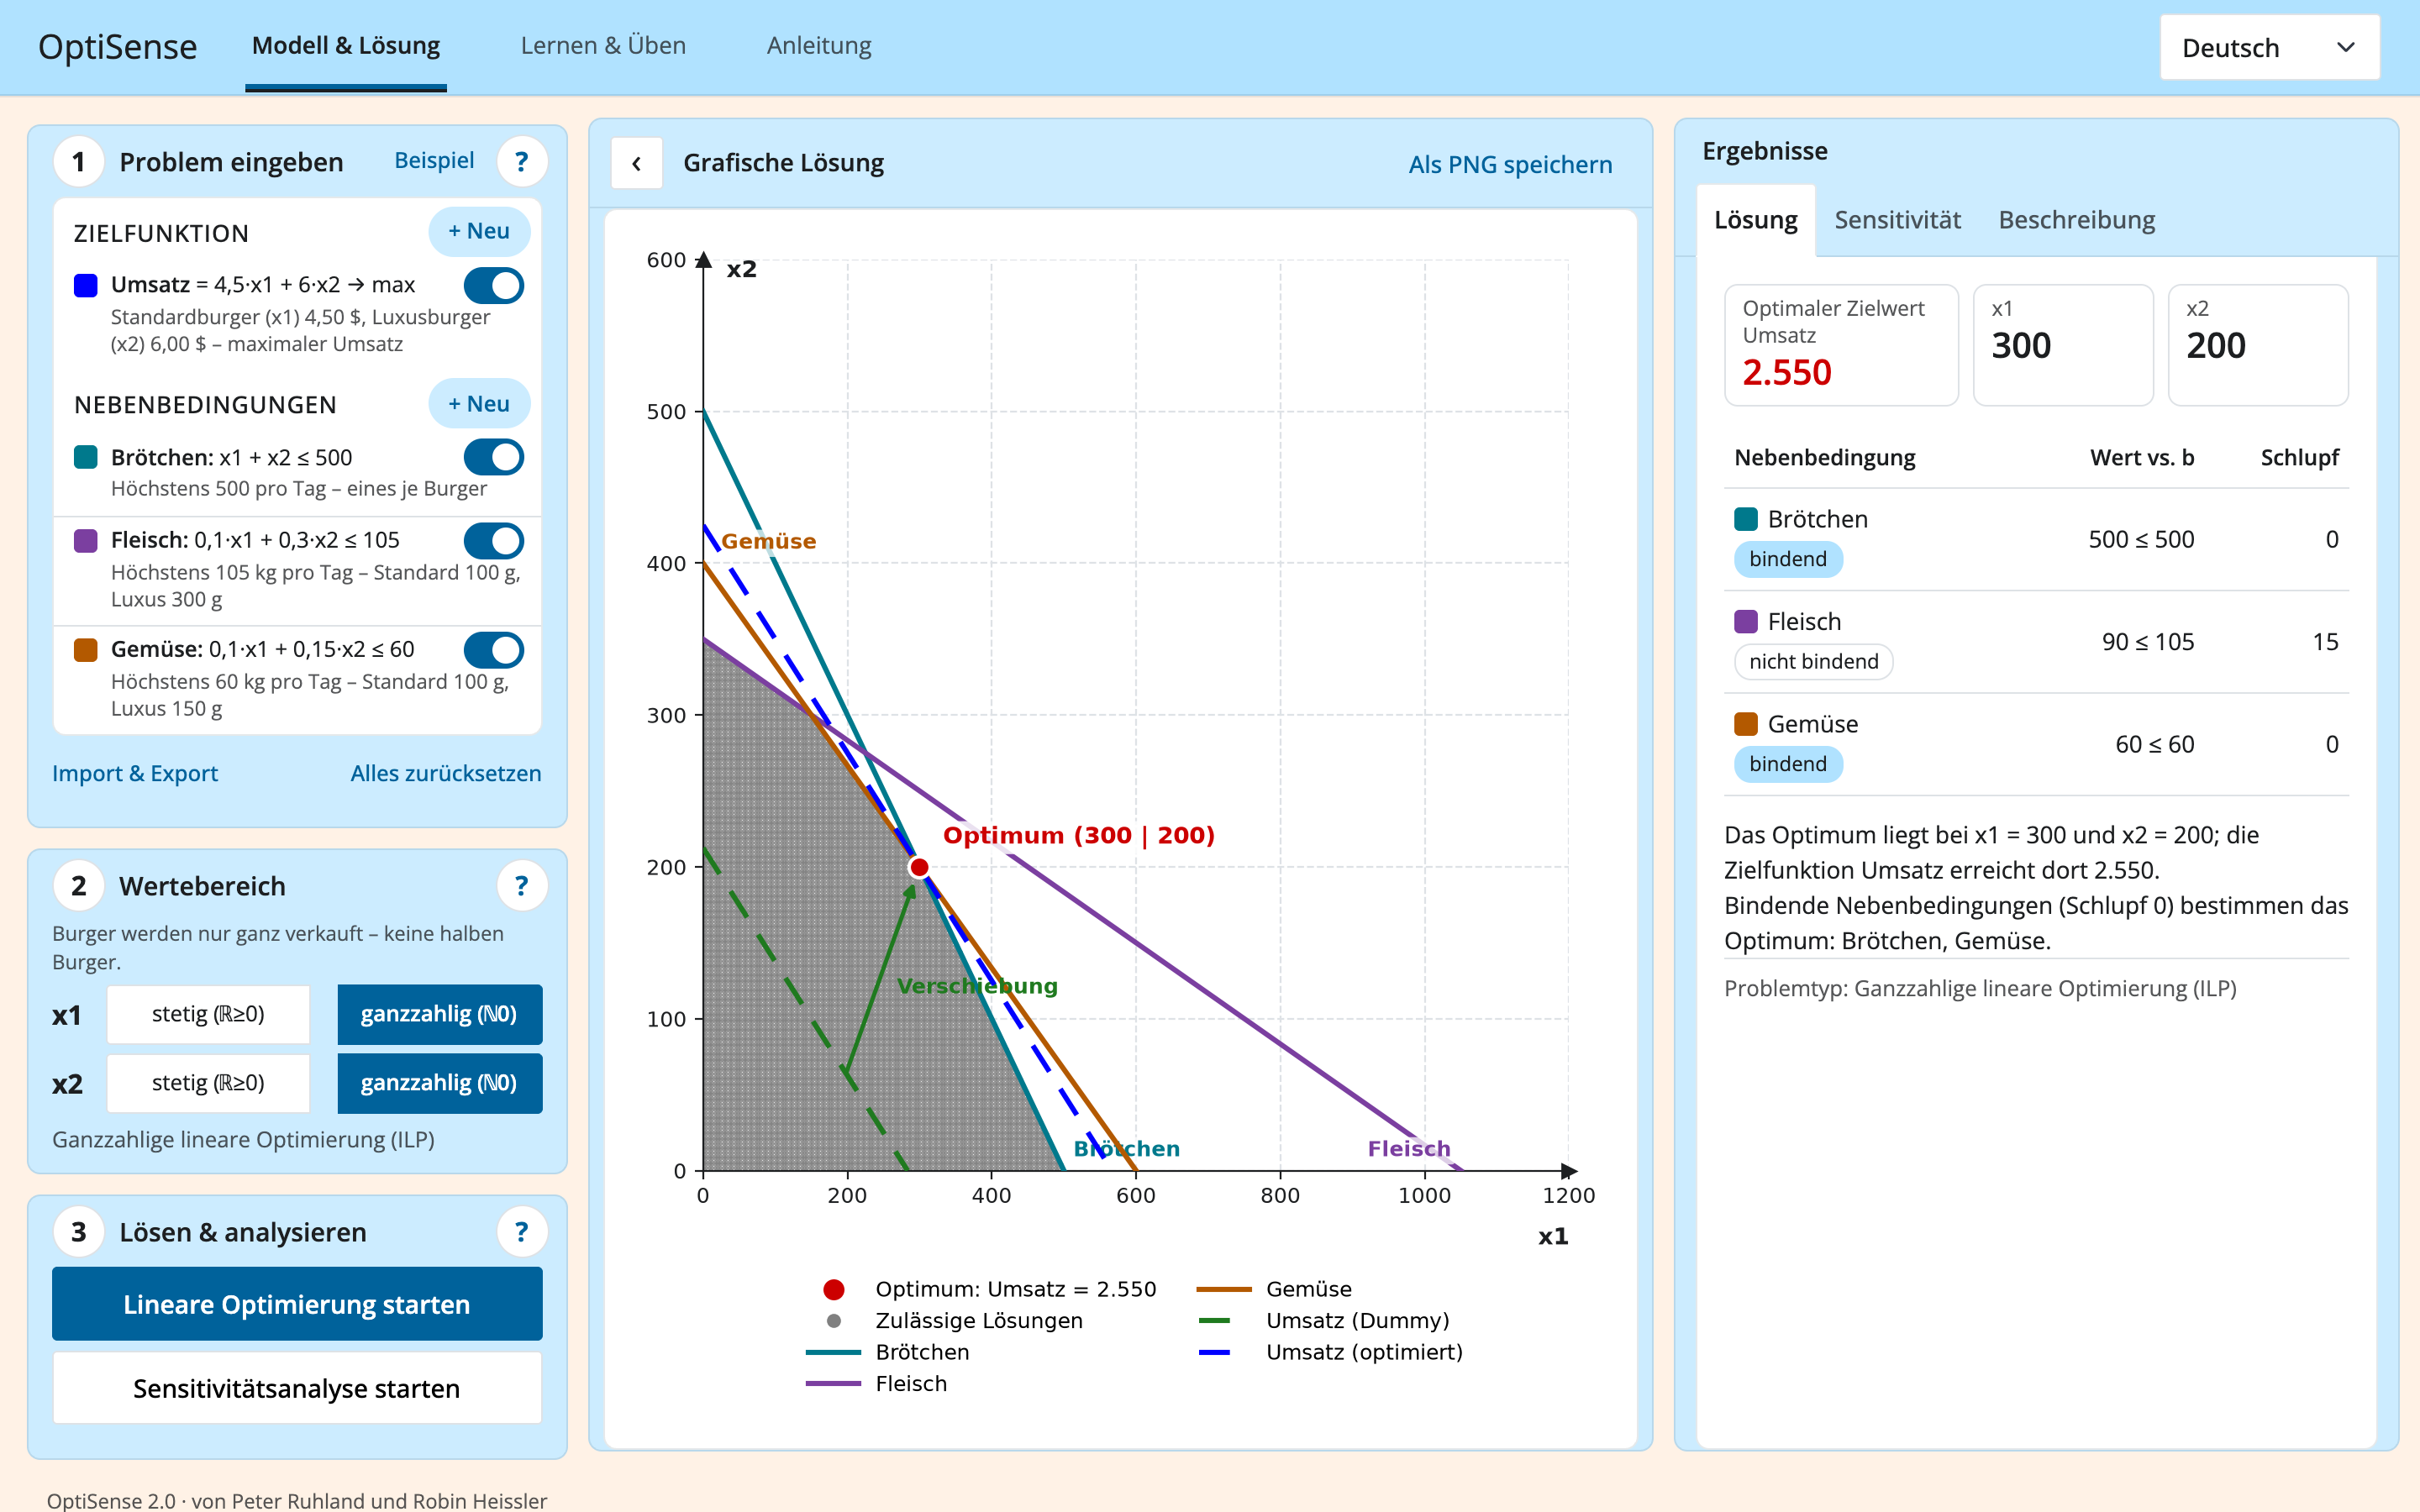 OptiSense
Modell & Lösung
Lernen & Üben
Anleitung
Deutsch
1
Problem eingeben
Beispiel
?
ZIELFUNKTION
+ Neu
Umsatz = 4,5·x1 + 6·x2 → max
Standardburger (x1) 4,50 $, Luxusburger
(x2) 6,00 $ – maximaler Umsatz
NEBENBEDINGUNGEN
+ Neu
Brötchen: x1 + x2 ≤ 500
Höchstens 500 pro Tag – eines je Burger
Fleisch: 0,1·x1 + 0,3·x2 ≤ 105
Höchstens 105 kg pro Tag – Standard 100 g,
Luxus 300 g
Gemüse: 0,1·x1 + 0,15·x2 ≤ 60
Höchstens 60 kg pro Tag – Standard 100 g,
Luxus 150 g
Import & Export
Alles zurücksetzen
2
Wertebereich
?
Burger werden nur ganz verkauft – keine halben
Burger.
x1
stetig (ℝ≥0)
ganzzahlig (ℕ0)
x2
stetig (ℝ≥0)
ganzzahlig (ℕ0)
Ganzzahlige lineare Optimierung (ILP)
3
Lösen & analysieren
?
Lineare Optimierung starten
Sensitivitätsanalyse starten
OptiSense 2.0 · von Peter Ruhland und Robin Heissler
‹
Grafische Lösung
Als PNG speichern
x2
600
500
400
300
200
100
0
Gemüse
Optimum (300 | 200)
Verschiebung
Brötchen
Fleisch
0
200
400
600
800
1000
1200
x1
Optimum: Umsatz = 2.550
Zulässige Lösungen
Brötchen
Fleisch
Gemüse
Umsatz (Dummy)
Umsatz (optimiert)
Ergebnisse
Lösung
Sensitivität
Beschreibung
Optimaler Zielwert
Umsatz
2.550
x1
300
x2
200
Nebenbedingung
Wert vs. b
Schlupf
Brötchen
bindend
500 ≤ 500
0
Fleisch
nicht bindend
90 ≤ 105
15
Gemüse
bindend
60 ≤ 60
0
Das Optimum liegt bei x1 = 300 und x2 = 200; die
Zielfunktion Umsatz erreicht dort 2.550.
Bindende Nebenbedingungen (Schlupf 0) bestimmen das
Optimum: Brötchen, Gemüse.
Problemtyp: Ganzzahlige lineare Optimierung (ILP)